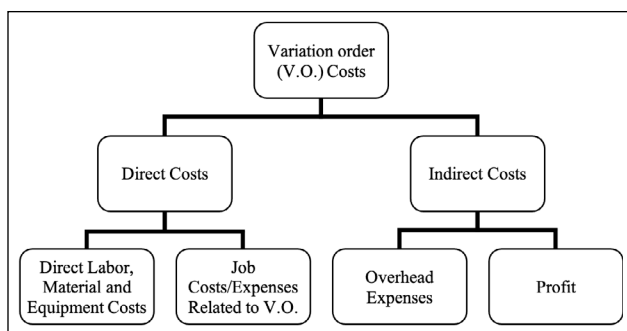 Variation order
(V.O.) Costs
Direct Costs
Indirect Costs
Direct Labor,
Material and
Equipment Costs
Job
Costs/Expenses
Related to V.O.
Overhead
Expenses
Profit